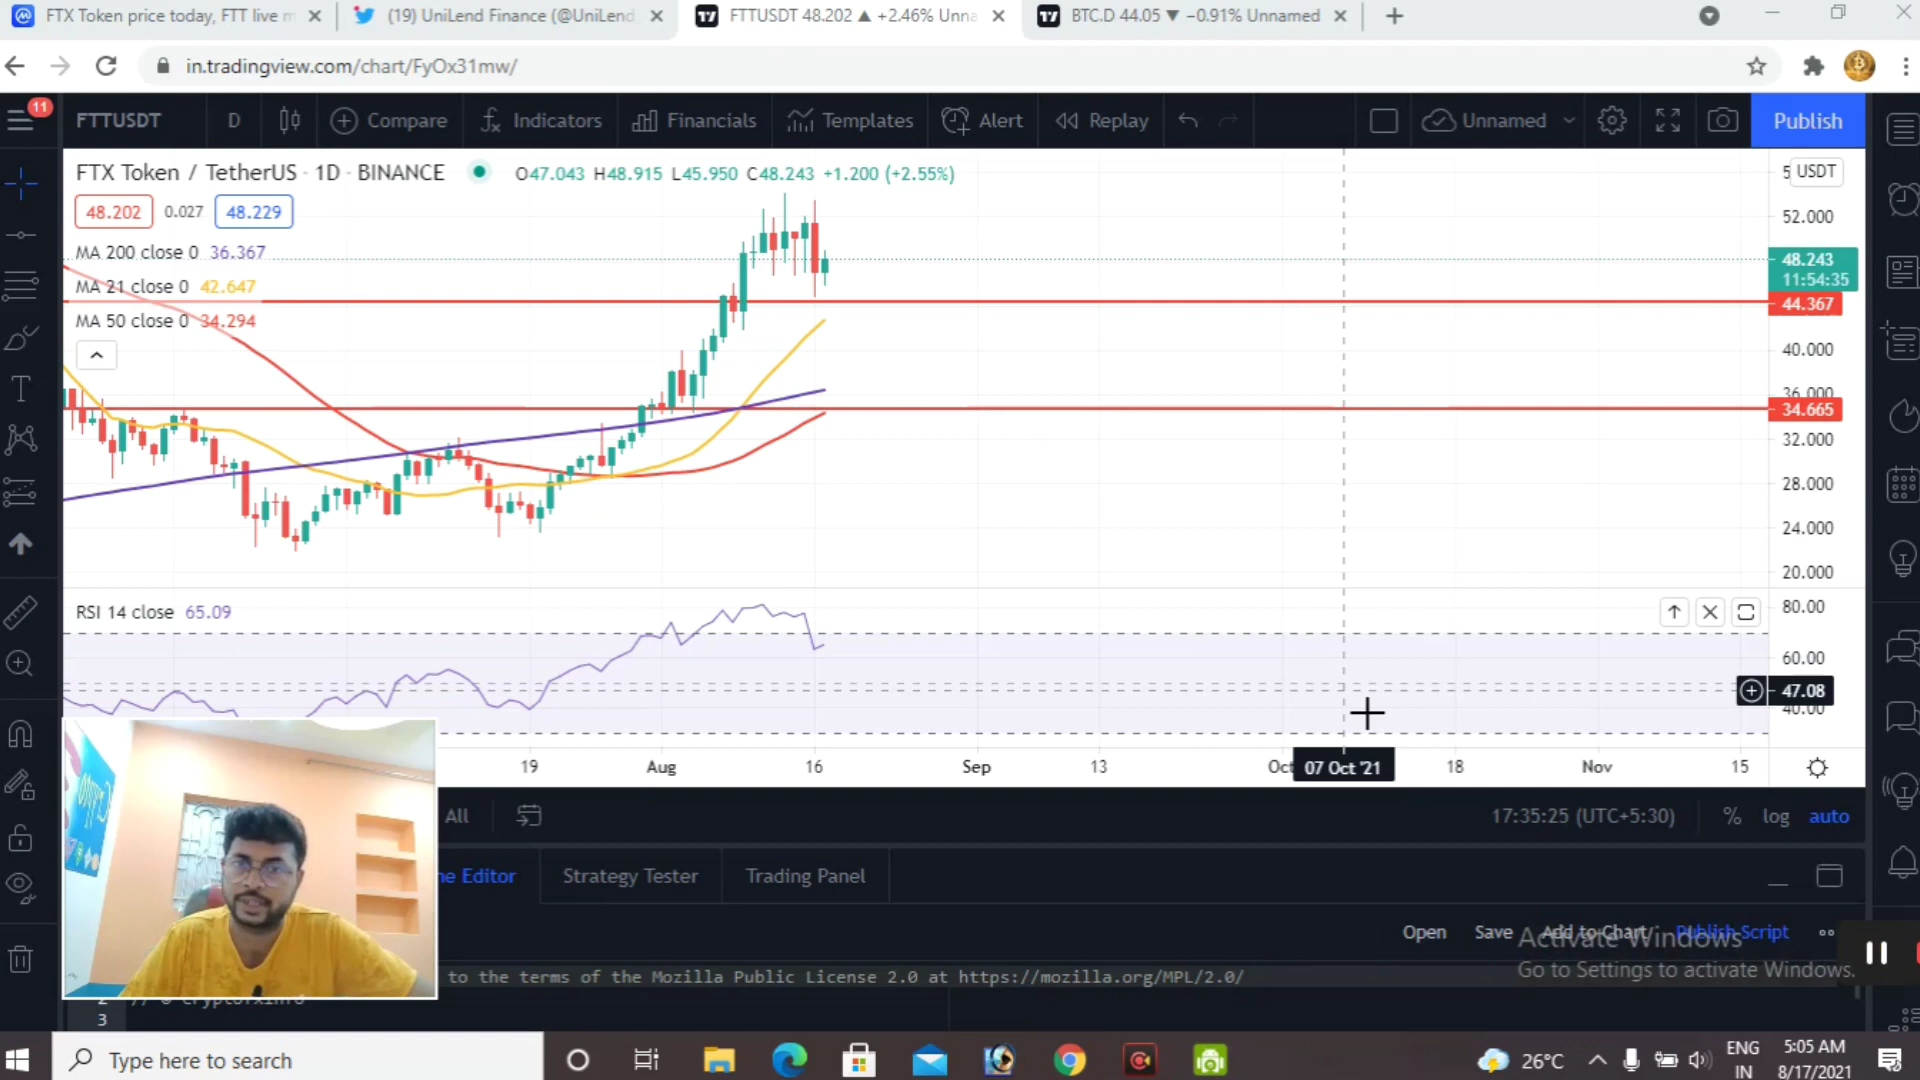 FTX Token price today, FTT live m
(19) UniLend Finance (@UniLend
FTTUSDT 48.202 ▲ +2.46% Unna
BTC.D 44.05 ▼ −0.91% Unnamed
in.tradingview.com/chart/FyOx31mw/
11
FTTUSDT
D
Compare
Indicators
Financials
Templates
Alert
Replay
Unnamed
Publish
FTX Token / TetherUS · 1D · BINANCE
O47.043 H48.915 L45.950 C48.243 +1.200 (+2.55%)
USDT
48.202
0.027
48.229
52.000
MA 200 close 0 36.367
48.243
11:54:35
MA 21 close 0 42.647
44.367
MA 50 close 0 34.294
40.000
36.000
34.665
32.000
28.000
24.000
20.000
RSI 14 close 65.09
80.00
60.00
47.08
40.00
19
Aug
16
Sep
13
Oct
07 Oct '21
18
Nov
15
All
17:35:25 (UTC+5:30)
%
log
auto
ne Editor
Strategy Tester
Trading Panel
Open
Save
Add to Chart
Publish Script
Activate Windows
Go to Settings to activate Windows.
to the terms of the Mozilla Public License 2.0 at https://mozilla.org/MPL/2.0/
2
3
Type here to search
26°C
ENG
IN
5:05 AM
8/17/2021